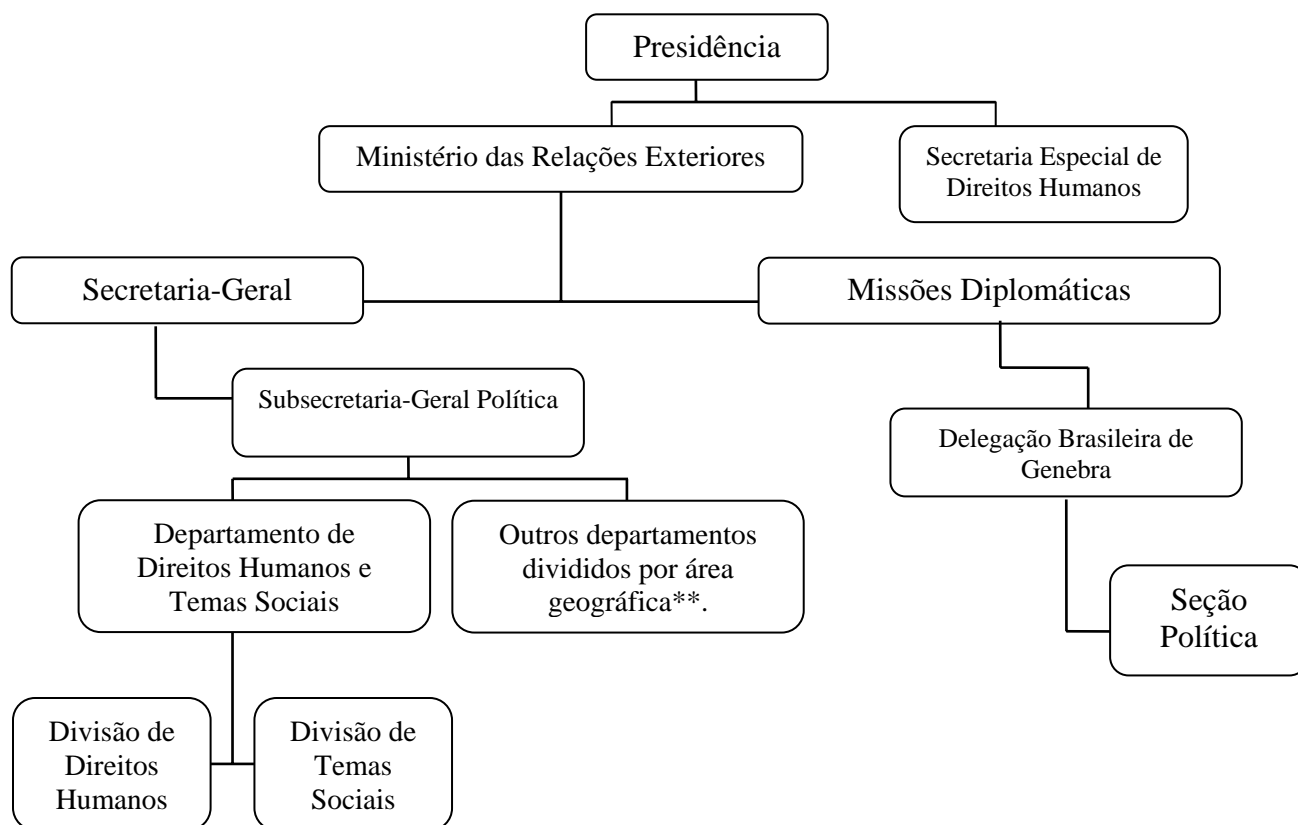 Presidência
Ministério das Relações Exteriores
Secretaria Especial de
Direitos Humanos
Secretaria-Geral
Missões Diplomáticas
Subsecretaria-Geral Política
Delegação Brasileira de
Genebra
Departamento de
Direitos Humanos e
Temas Sociais
Outros departamentos
divididos por área
geográfica**.
Seção
Política
Divisão de
Direitos
Humanos
Divisão de
Temas
Sociais